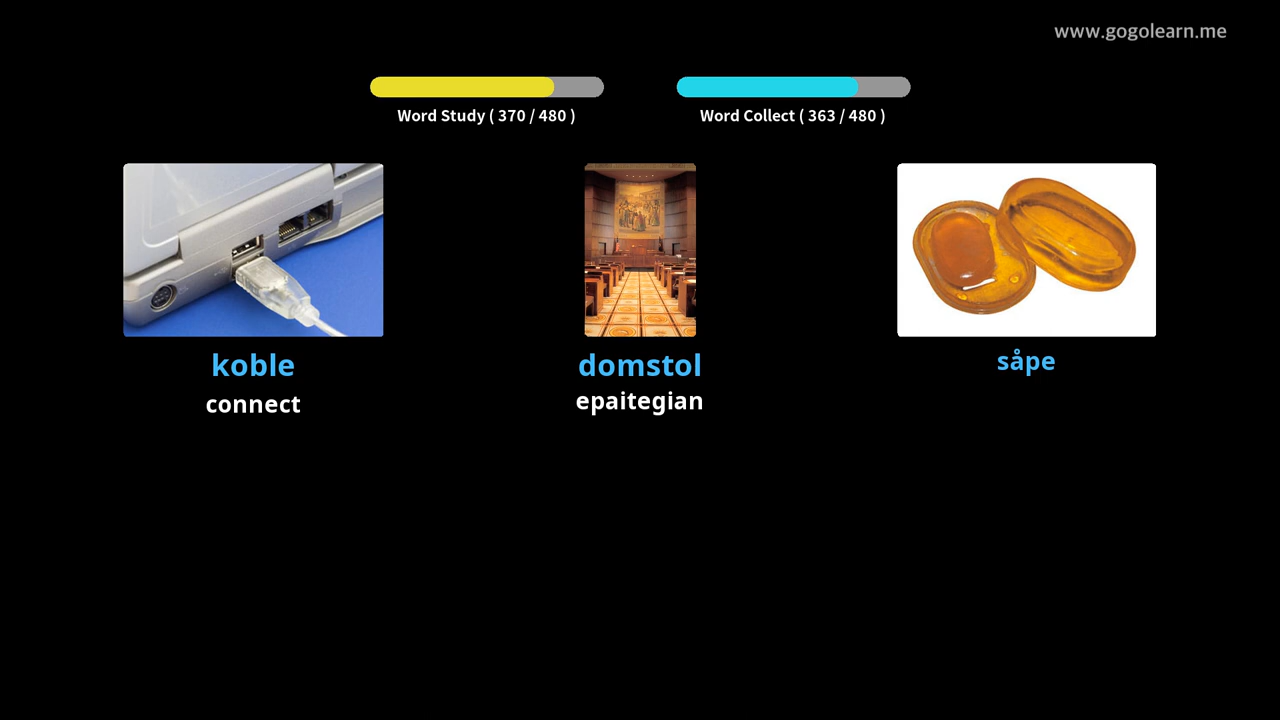 www.gogolearn.me
Word Study ( 370 / 480 )
Word Collect ( 363 / 480 )
koble
domstol
såpe
connect
epaitegian